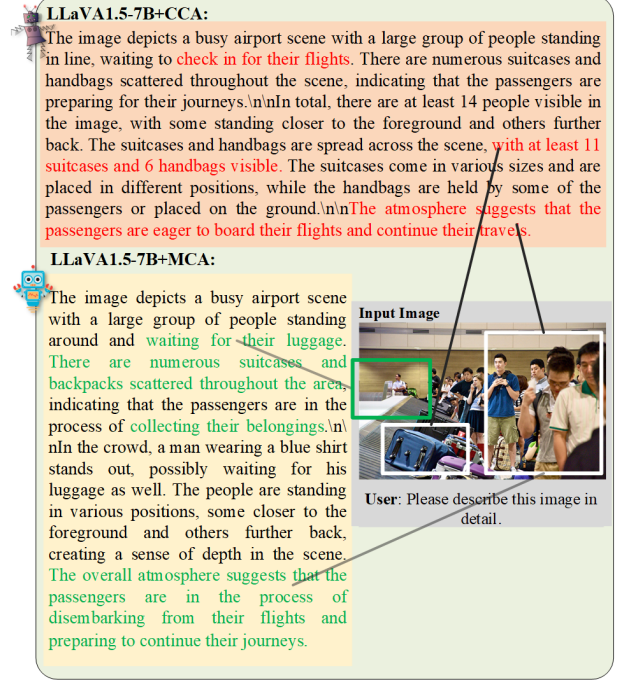 LLaVA1.5-7B+CCA:
The image depicts a busy airport scene with a large group of people standing
in line, waiting to check in for their flights. There are numerous suitcases and
handbags scattered throughout the scene, indicating that the passengers are
preparing for their journeys.\n\nIn total, there are at least 14 people visible in
the image, with some standing closer to the foreground and others further
back. The suitcases and handbags are spread across the scene, with at least 11
suitcases and 6 handbags visible. The suitcases come in various sizes and are
placed in different positions, while the handbags are held by some of the
passengers or placed on the ground.\n\nThe atmosphere suggests that the
passengers are eager to board their flights and continue their travels.
LLaVA1.5-7B+MCA:
The image depicts a busy airport scene
with a large group of people standing
around and waiting for their luggage.
There are numerous suitcases and
backpacks scattered throughout the area,
indicating that the passengers are in the
process of collecting their belongings.\n\
nIn the crowd, a man wearing a blue shirt
stands out, possibly waiting for his
luggage as well. The people are standing
in various positions, some closer to the
foreground and others further back,
creating a sense of depth in the scene.
The overall atmosphere suggests that the
passengers are in the process of
disembarking from their flights and
preparing to continue their journeys.
Input Image
User: Please describe this image in
detail.